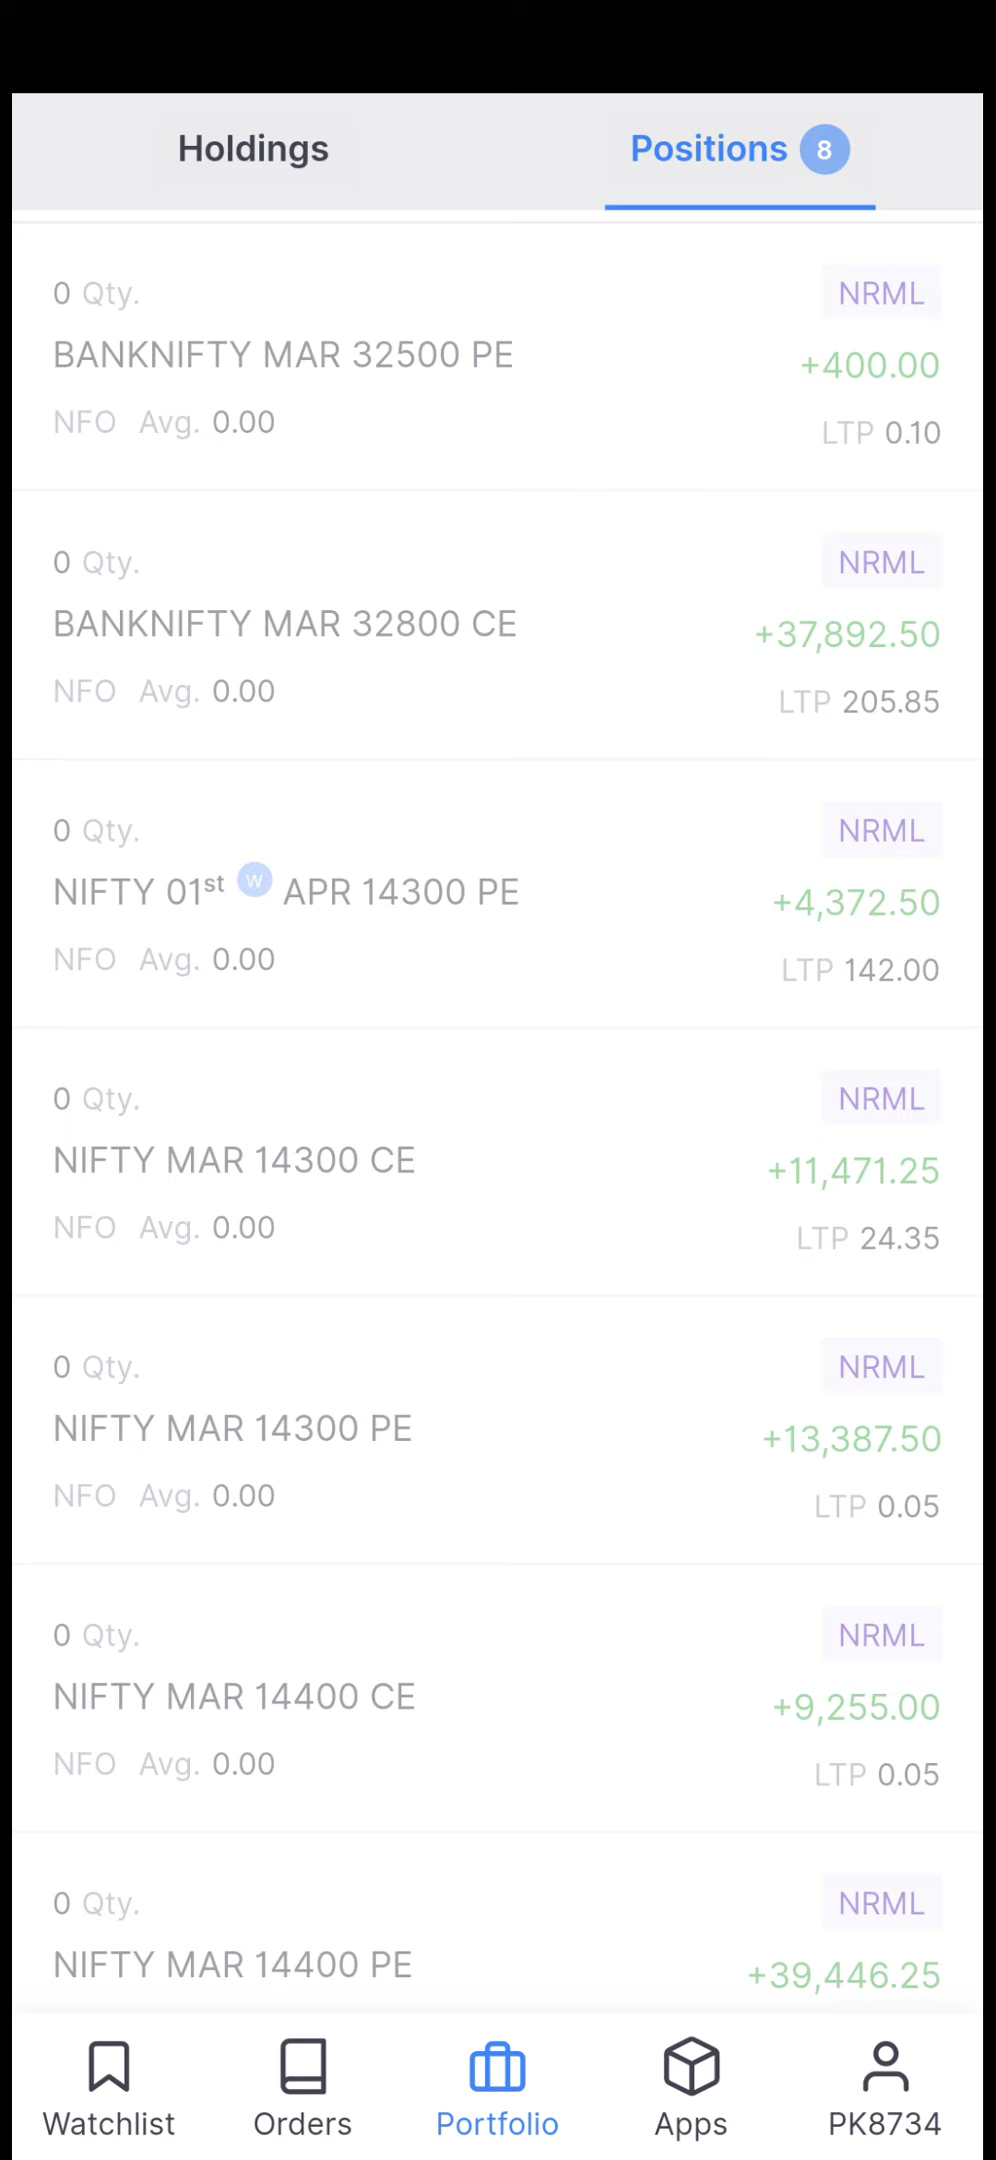 Holdings Positions 8
0 Qty. NRML
BANKNIFTY MAR 32500 PE +400.00
NFO Avg. 0.00 LTP 0.10
0 Qty. NRML
BANKNIFTY MAR 32800 CE +37,892.50
NFO Avg. 0.00 LTP 205.85
0 Qty. NRML
NIFTY 01st W APR 14300 PE +4,372.50
NFO Avg. 0.00 LTP 142.00
0 Qty. NRML
NIFTY MAR 14300 CE +11,471.25
NFO Avg. 0.00 LTP 24.35
0 Qty. NRML
NIFTY MAR 14300 PE +13,387.50
NFO Avg. 0.00 LTP 0.05
0 Qty. NRML
NIFTY MAR 14400 CE +9,255.00
NFO Avg. 0.00 LTP 0.05
0 Qty. NRML
NIFTY MAR 14400 PE +39,446.25
Watchlist Orders Portfolio Apps PK8734